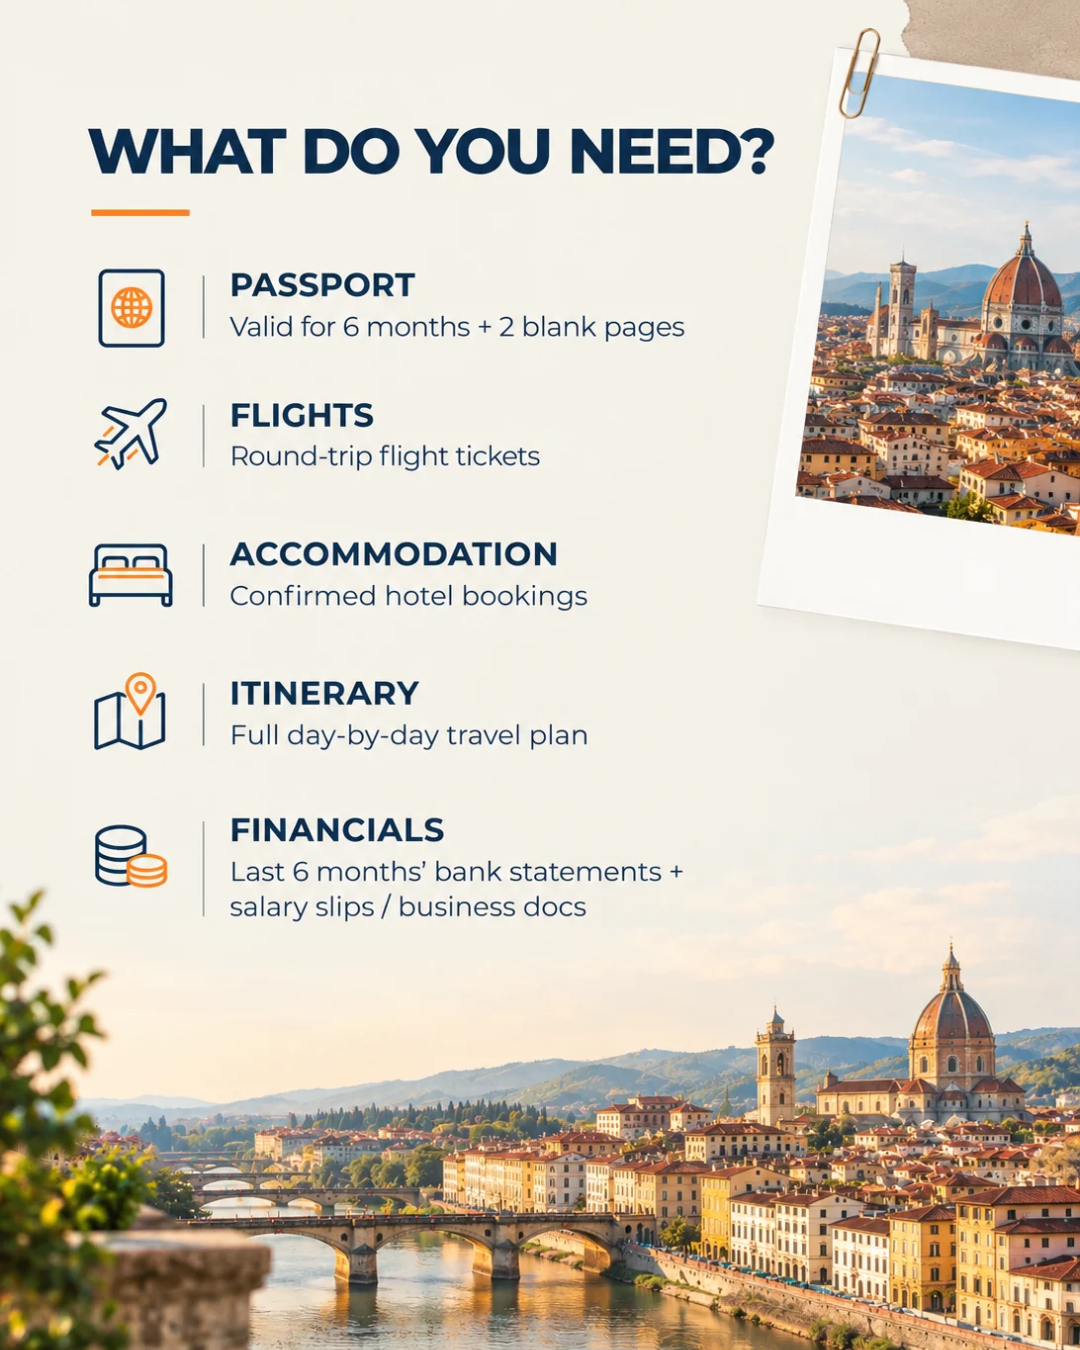 WHAT DO YOU NEED?
PASSPORT
Valid for 6 months + 2 blank pages
FLIGHTS
Round-trip flight tickets
ACCOMMODATION
Confirmed hotel bookings
ITINERARY
Full day-by-day travel plan
FINANCIALS
Last 6 months’ bank statements +
salary slips / business docs